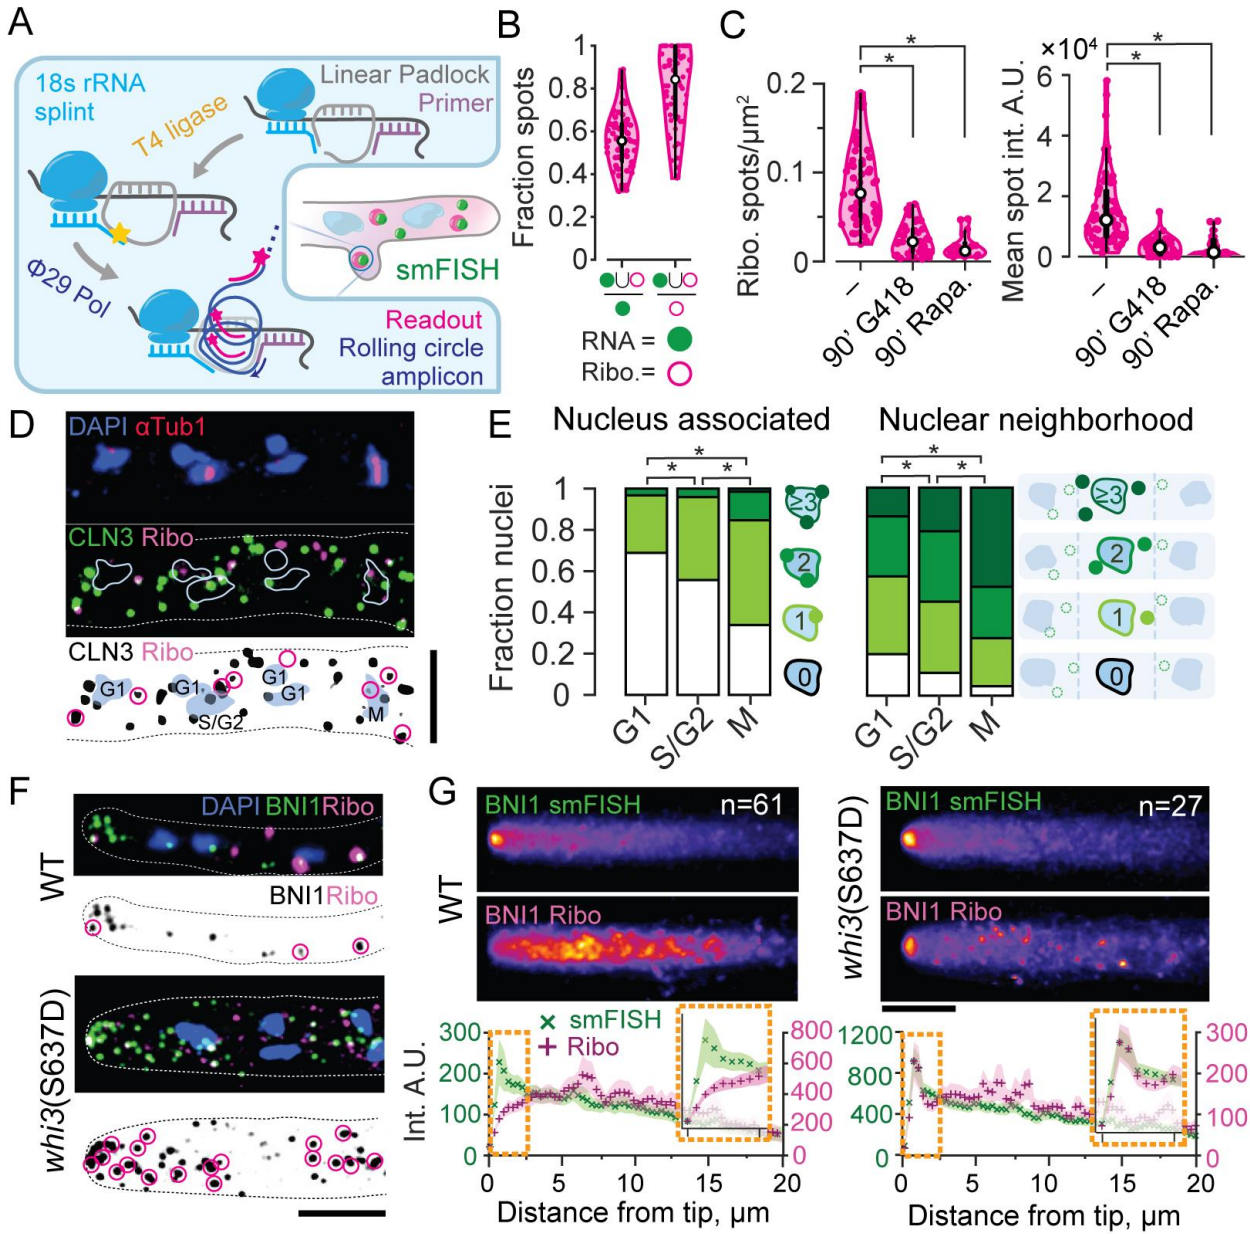 A
18s rRNA
splint
Linear Padlock
Primer
T4 ligase
smFISH
Φ29 Pol
Readout
Rolling circle
amplicon
B
Fraction spots
1
0.8
0.6
0.4
0.2
0
U
U
RNA =
Ribo.=
C
*
*
Ribo. spots/µm²
0.2
0.1
0
–
90' G418
90' Rapa.
×10⁴
*
*
Mean spot int. A.U.
6
4
2
0
–
90' G418
90' Rapa.
D
DAPI αTub1
CLN3 Ribo
CLN3 Ribo
G1
G1
G1
G1
S/G2
M
E
Nucleus associated
Nuclear neighborhood
Fraction nuclei
*
*
*
1
0.8
0.6
0.4
0.2
0
G1
S/G2
M
≥3
2
1
0
*
*
*
G1
S/G2
M
≥3
2
1
0
F
WT
DAPI BNI1Ribo
BNI1Ribo
whi3(S637D)
G
WT
BNI1 smFISH
n=61
BNI1 Ribo
whi3(S637D)
BNI1 smFISH
n=27
BNI1 Ribo
Int. A.U.
300
200
100
0
× smFISH
+ Ribo
800
600
400
200
0
0 5 10 15 20
Distance from tip, µm
1200
800
400
0
300
200
100
0
0 5 10 15 20
Distance from tip, µm